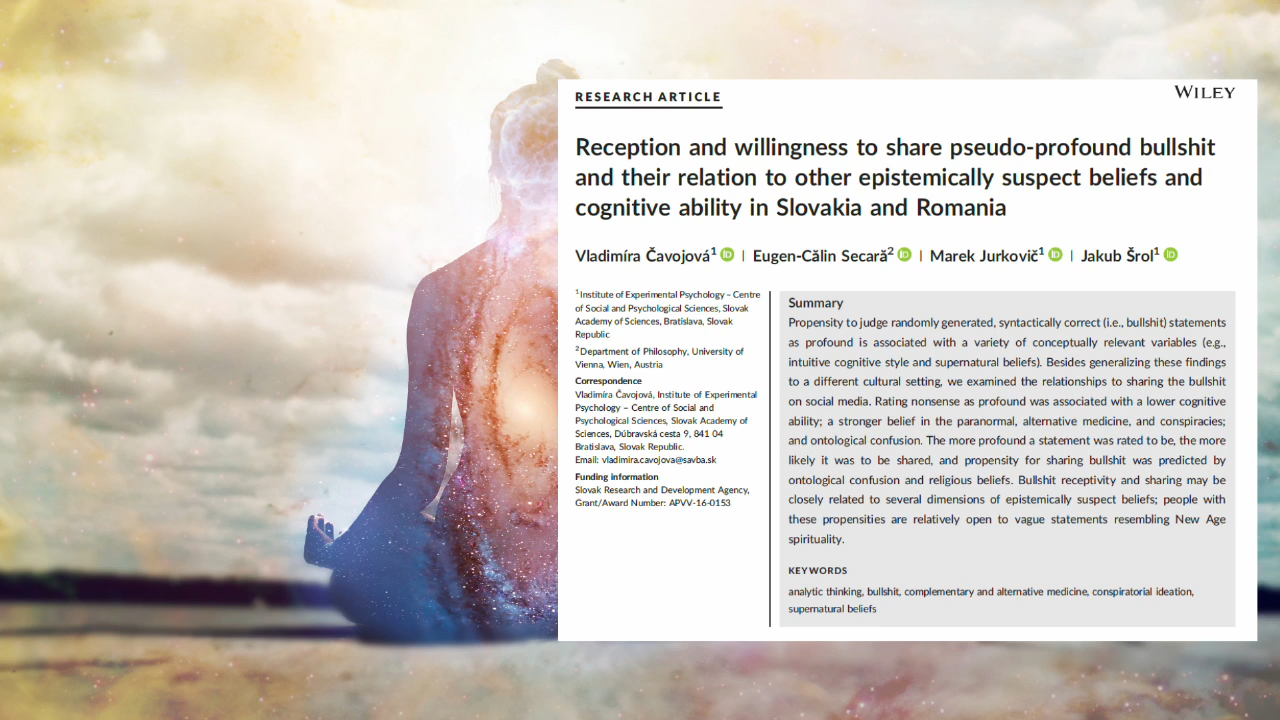 RESEARCH ARTICLE
WILEY
Reception and willingness to share pseudo-profound bullshit
and their relation to other epistemically suspect beliefs and
cognitive ability in Slovakia and Romania
Vladimíra Čavojová1 iD | Eugen-Călin Secară2 iD | Marek Jurkovič1 iD | Jakub Šrol1 iD
1Institute of Experimental Psychology – Centre
of Social and Psychological Sciences, Slovak
Academy of Sciences, Bratislava, Slovak
Republic
2Department of Philosophy, University of
Vienna, Wien, Austria
Correspondence
Vladimíra Čavojová, Institute of Experimental
Psychology – Centre of Social and
Psychological Sciences, Slovak Academy of
Sciences, Dúbravská cesta 9, 841 04
Bratislava, Slovak Republic.
Email: vladimira.cavojova@savba.sk
Funding information
Slovak Research and Development Agency,
Grant/Award Number: APVV-16-0153
Summary
Propensity to judge randomly generated, syntactically correct (i.e., bullshit) statements
as profound is associated with a variety of conceptually relevant variables (e.g.,
intuitive cognitive style and supernatural beliefs). Besides generalizing these findings
to a different cultural setting, we examined the relationships to sharing the bullshit
on social media. Rating nonsense as profound was associated with a lower cognitive
ability; a stronger belief in the paranormal, alternative medicine, and conspiracies;
and ontological confusion. The more profound a statement was rated to be, the more
likely it was to be shared, and propensity for sharing bullshit was predicted by
ontological confusion and religious beliefs. Bullshit receptivity and sharing may be
closely related to several dimensions of epistemically suspect beliefs; people with
these propensities are relatively open to vague statements resembling New Age
spirituality.
KEYWORDS
analytic thinking, bullshit, complementary and alternative medicine, conspiratorial ideation,
supernatural beliefs